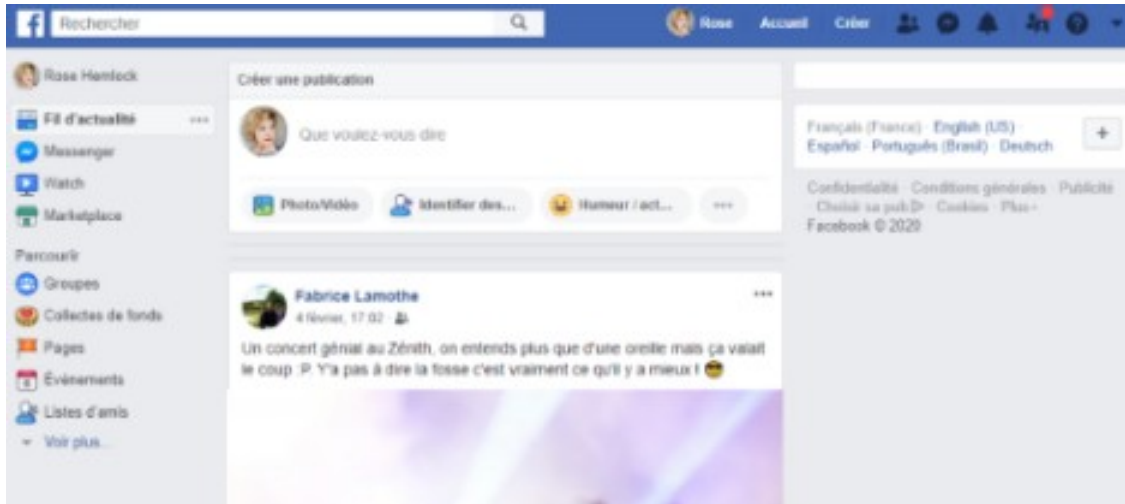 f Rechercher
Rose Accueil Créer
Rose Hemlock
Fil d'actualité
Messenger
Watch
Marketplace
Parcourir
Groupes
Collectes de fonds
Pages
Évènements
Listes d'amis
Voir plus...
Créer une publication
Que voulez-vous dire
Photo/Vidéo Identifier des... Humeur / act...
Fabrice Lamothe
4 février, 17:02
Un concert génial au Zénith, on entends plus que d'une oreille mais ça valait
le coup :P. Y'a pas à dire la fosse c'est vraiment ce qu'il y a mieux !
Français (France) · English (US) ·
Español · Português (Brasil) · Deutsch
Confidentialité · Conditions générales · Publicité
· Choisir sa pub · Cookies · Plus
Facebook © 2020